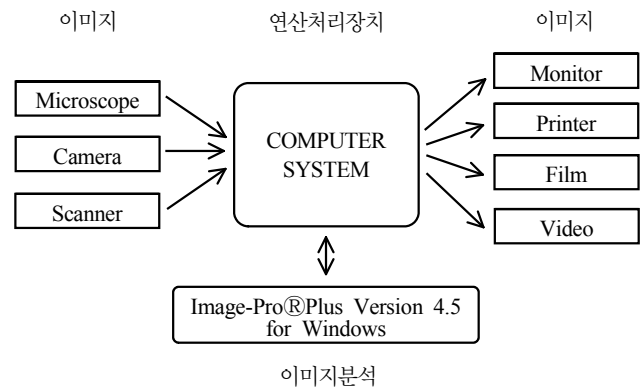 이미지
연산처리장치
이미지
Microscope
Camera
Scanner
COMPUTER
SYSTEM
Monitor
Printer
Film
Video
Image-Pro®Plus Version 4.5
for Windows
이미지분석